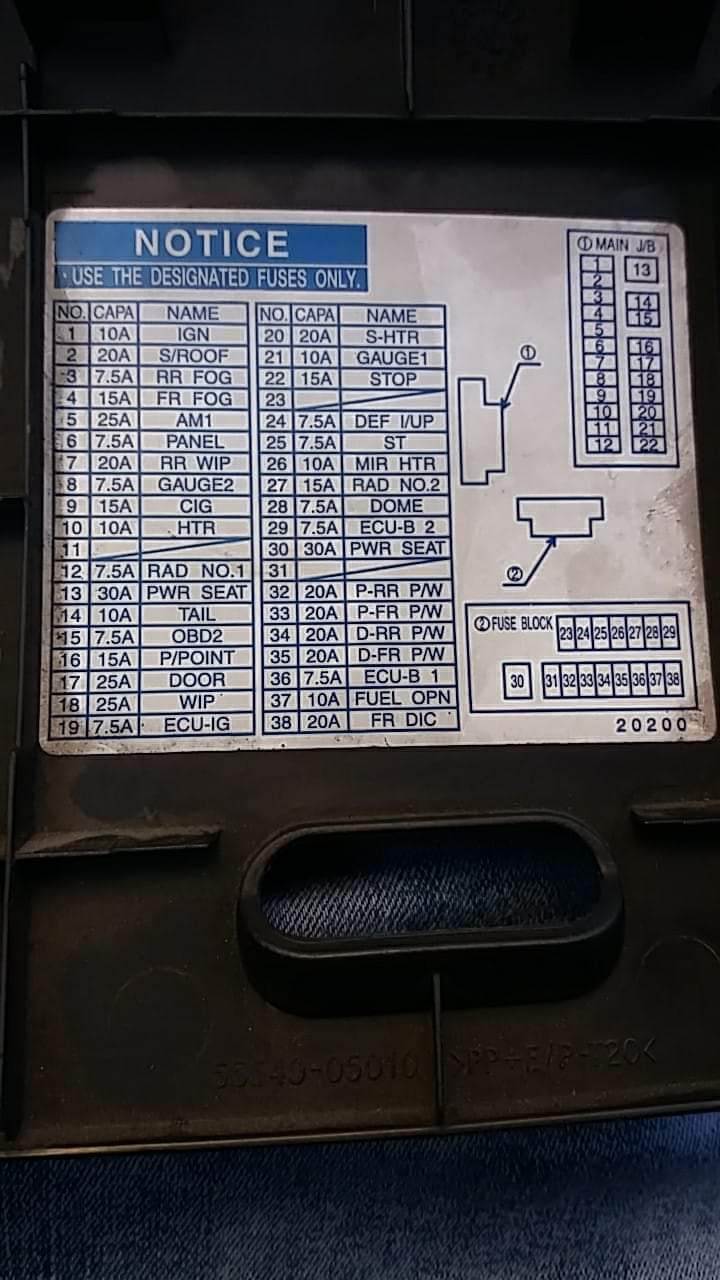 NOTICE
· USE THE DESIGNATED FUSES ONLY.
NO. CAPA NAME
1 10A IGN
2 20A S/ROOF
3 7.5A RR FOG
4 15A FR FOG
5 25A AM1
6 7.5A PANEL
7 20A RR WIP
8 7.5A GAUGE2
9 15A CIG
10 10A HTR
11
12 7.5A RAD NO.1
13 30A PWR SEAT
14 10A TAIL
15 7.5A OBD2
16 15A P/POINT
17 25A DOOR
18 25A WIP
19 7.5A ECU-IG
NO. CAPA NAME
20 20A S-HTR
21 10A GAUGE1
22 15A STOP
23
24 7.5A DEF I/UP
25 7.5A ST
26 10A MIR HTR
27 15A RAD NO.2
28 7.5A DOME
29 7.5A ECU-B 2
30 30A PWR SEAT
31
32 20A P-RR P/W
33 20A P-FR P/W
34 20A D-RR P/W
35 20A D-FR P/W
36 7.5A ECU-B 1
37 10A FUEL OPN
38 20A FR DIC
①
②
① MAIN J/B
1
2
3
4
5
6
7
8
9
10
11
12
13
14
15
16
17
18
19
20
21
22
② FUSE BLOCK 23 24 25 26 27 28 29
30 31 32 33 34 35 36 37 38
20200